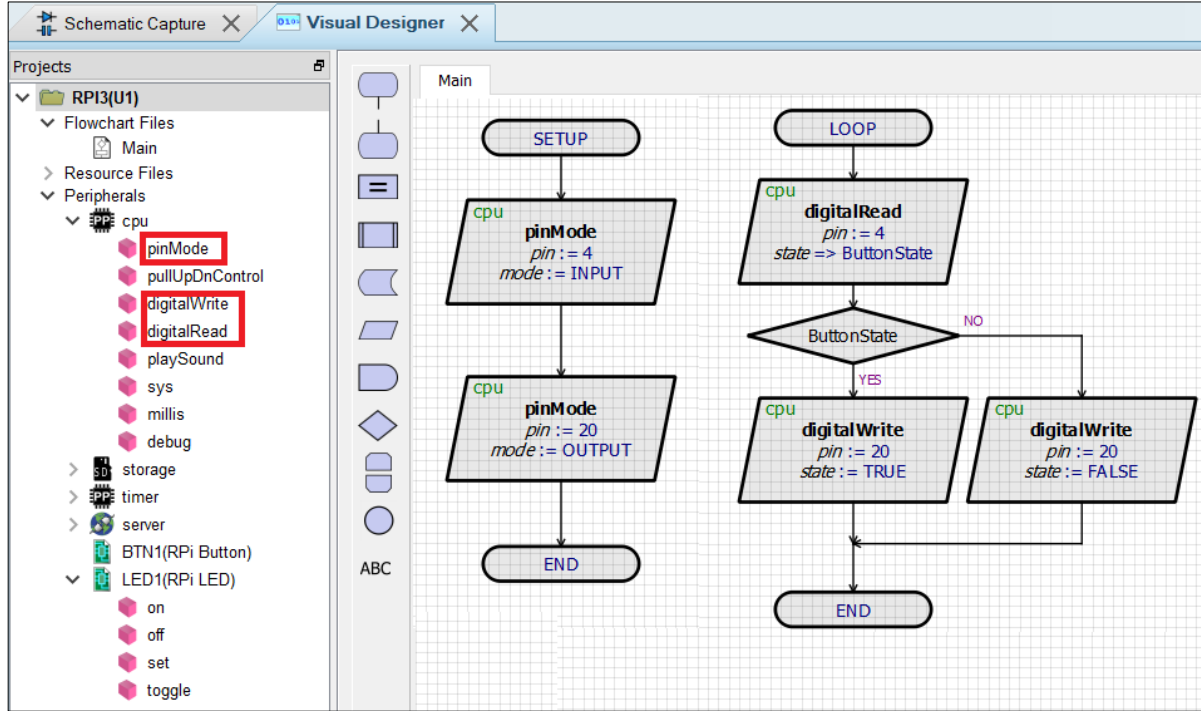 Schematic Capture
Visual Designer
Projects
RPI3(U1)
Flowchart Files
Main
Resource Files
Peripherals
cpu
pinMode
pullUpDnControl
digitalWrite
digitalRead
playSound
sys
millis
debug
storage
timer
server
BTN1(RPi Button)
LED1(RPi LED)
on
off
set
toggle
ABC
Main
SETUP
cpu
pinMode
pin := 4
mode := INPUT
cpu
pinMode
pin := 20
mode := OUTPUT
END
LOOP
cpu
digitalRead
pin := 4
state => ButtonState
ButtonState
NO
YES
cpu
digitalWrite
pin := 20
state := TRUE
cpu
digitalWrite
pin := 20
state := FALSE
END